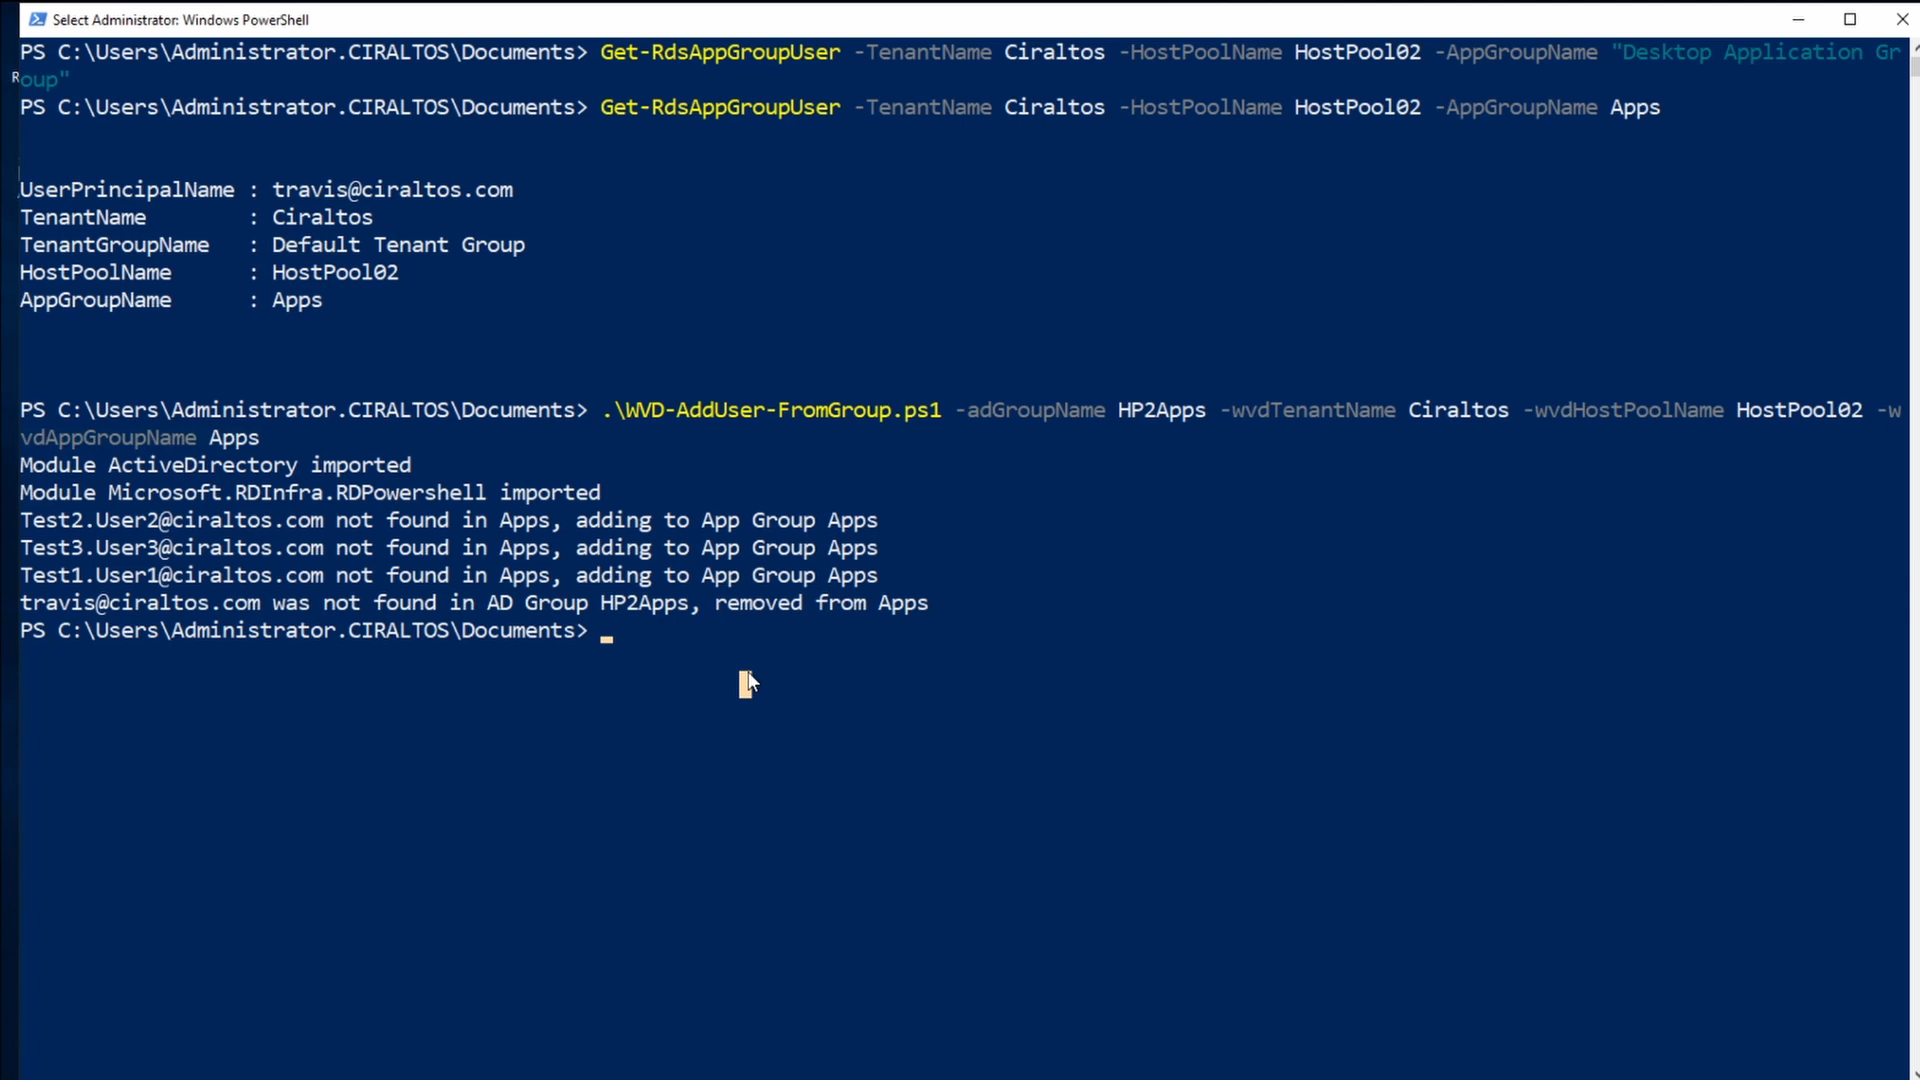 Select Administrator: Windows PowerShell
PS C:\Users\Administrator.CIRALTOS\Documents> Get-RdsAppGroupUser -TenantName Ciraltos -HostPoolName HostPool02 -AppGroupName "Desktop Application Gr
R
oup"
PS C:\Users\Administrator.CIRALTOS\Documents> Get-RdsAppGroupUser -TenantName Ciraltos -HostPoolName HostPool02 -AppGroupName Apps
UserPrincipalName : travis@ciraltos.com
TenantName        : Ciraltos
TenantGroupName   : Default Tenant Group
HostPoolName      : HostPool02
AppGroupName      : Apps
PS C:\Users\Administrator.CIRALTOS\Documents> .\WVD-AddUser-FromGroup.ps1 -adGroupName HP2Apps -wvdTenantName Ciraltos -wvdHostPoolName HostPool02 -w
vdAppGroupName Apps
Module ActiveDirectory imported
Module Microsoft.RDInfra.RDPowershell imported
Test2.User2@ciraltos.com not found in Apps, adding to App Group Apps
Test3.User3@ciraltos.com not found in Apps, adding to App Group Apps
Test1.User1@ciraltos.com not found in Apps, adding to App Group Apps
travis@ciraltos.com was not found in AD Group HP2Apps, removed from Apps
PS C:\Users\Administrator.CIRALTOS\Documents>